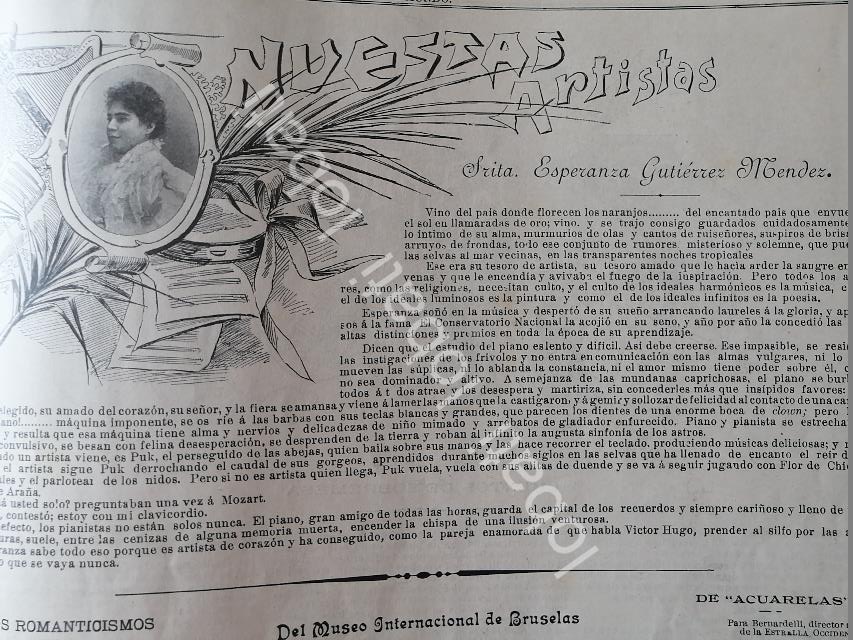 MUNDO.
NUESTAS
Artistas
Srita. Esperanza Gutiérrez Mendez.
Vino del país donde florecen los naranjos......... del encantado país que envue
el sol en llamaradas de oro; vino. y se trajo consigo guardados cuidadosamente
lo íntimo de su alma, murmurios de olas y cantos de ruiseñores, suspiros de brisa
arruyos de frondas, todo ese conjunto de rumores misterioso y solemne, que pue
las selvas al mar vecinas, en las transparentes noches tropicales
Ese era su tesoro de artista, su tesoro amado que le hacía arder la sangre en
venas y que le encendía y avivaba el fuego de la inspiración. Pero todos los a
res, como las religiones, necesitan culto, y el culto de los ideales harmónicos es la música, c
el de los ideales luminosos es la pintura y como el de los ideales infinitos es la poesía.
Esperanza soñó en la música y despertó de su sueño arrancando laureles á la gloria, y ap
sos á la fama. El Conservatorio Nacional la acojió en su seno, y año por año la concedió las
altas distinciones y premios en toda la época de su aprendizaje.
Dicen que el estudio del piano es lento y difícil. Así debe creerse. Ese impasible, se resi
las instigaciones de los frívolos y no entra en comunicación con las almas vulgares, ni lo
mueven las súplicas, ni lo ablanda la constancia, ni el amor mismo tiene poder sobre él,
no sea dominador y altivo. A semejanza de las mundanas caprichosas, el piano se burl
todos á t dos atrae y los desespera y martiriza, sin concederles más que insípidos favores:
elegido, su amado del corazón, su señor, y la fiera se amansa y viene á lamerlas manos que la castigaron, y á gemir y sollozar de felicidad al contacto de una ca
ano!........ máquina imponente, se os ríe á las barbas con sus teclas blancas y grandes, que parecen los dientes de una enorme boca de clown; pero
y resulta que esa máquina tiene alma y nervios y delicadezas de niño mimado y arrebatos de gladiador enfurecido. Piano y pianista se estrecha
convulsivo, se besan con felina desesperación, se desprenden de la tierra y roban al infinito la augusta sinfonía de los astros.
do un artista viene, es Puk, el perseguido de las abejas, quien baila sobre sus manos y las hace recorrer el teclado, produciendo músicas deliciosas; y
el artista sigue Puk derrochando el caudal de sus gorgeos, aprendidos durante muchos siglos en las selvas que ha llenado de encanto el reir d
les y el parlotear de los nidos. Pero si no es artista quien llega, Puk vuela, vuela con sus alitas de duende y se va á seguir jugando con Flor de Chí
e Araña.
á usted solo? preguntaban una vez á Mozart.
, contestó; estoy con mi clavicordio.
efecto, los pianistas no están solos nunca. El piano, gran amigo de todas las horas, guarda el capital de los recuerdos y siempre cariñoso y lleno de
uras, suele, entre las cenizas de alguna memoria muerta, encender la chispa de una ilusión venturosa.
ranza sabe todo eso porque es artista de corazón y ha conseguido, como la pareja enamorada de que habla Victor Hugo, prender al silfo por las a
o que se vaya nunca.
S ROMANTICISMOS
Del Museo Internacional de Bruselas
DE "ACUARELAS"
Para Bernardelli, director
de la ESTRALLA OCCIDEN
neqol